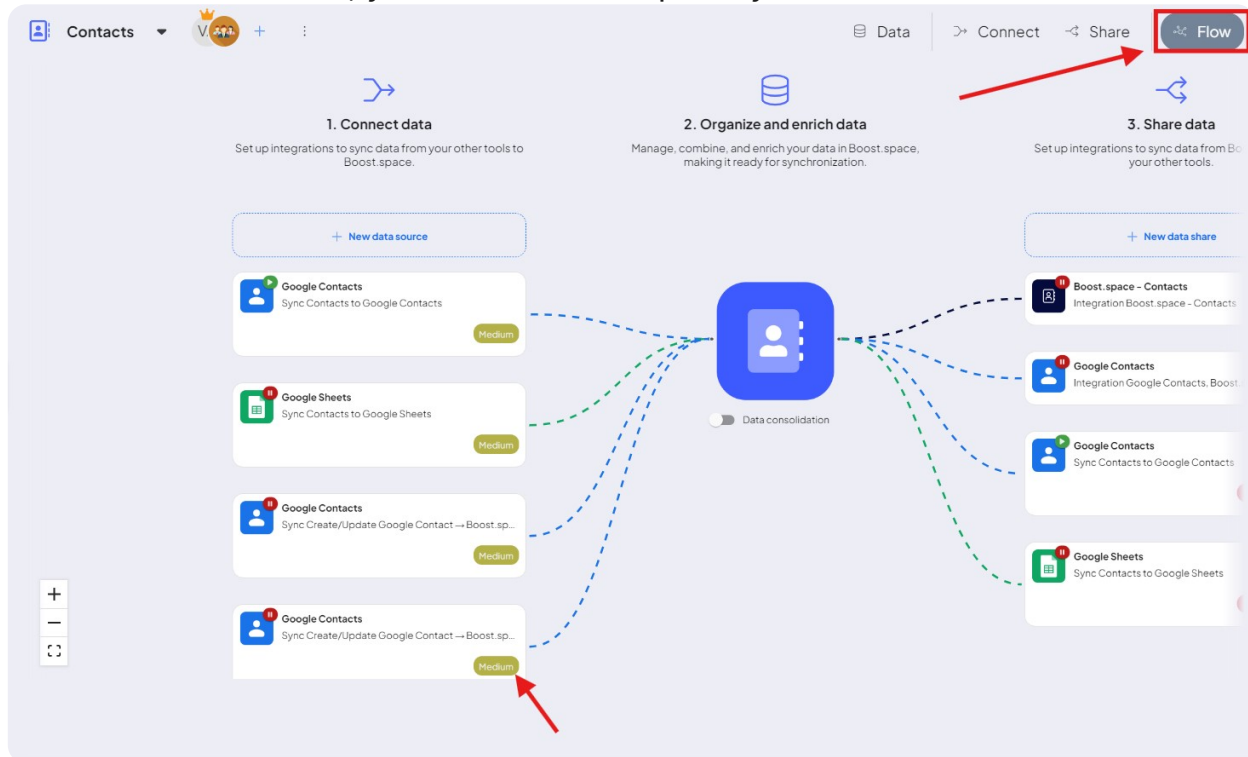 Contacts
V.
Data
Connect
Share
Flow
1. Connect data
Set up integrations to sync data from your other tools to
Boost.space.
2. Organize and enrich data
Manage, combine, and enrich your data in Boost.space,
making it ready for synchronization.
3. Share data
Set up integrations to sync data from Bo
your other tools.
+ New data source
Google Contacts
Sync Contacts to Google Contacts
Medium
Google Sheets
Sync Contacts to Google Sheets
Medium
Google Contacts
Sync Create/Update Google Contact → Boost.sp...
Medium
Google Contacts
Sync Create/Update Google Contact → Boost.sp...
Medium
Data consolidation
+ New data share
Boost.space - Contacts
Integration Boost.space - Contacts
Google Contacts
Integration Google Contacts, Boost.
Google Contacts
Sync Contacts to Google Contacts
Google Sheets
Sync Contacts to Google Sheets